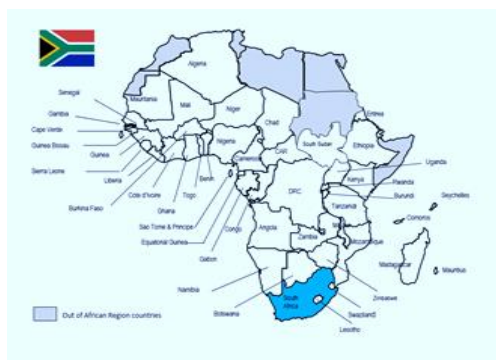 Algeria
Senegal
Mauritania
Mali
Niger
Gambia
Chad
Eritrea
Cape Verde
Guinea Bissau
Nigeria
South Sudan
Ethiopia
Guinea
CAR
Uganda
Cameroon
Sierra Leone
Kenya
Rwanda
Liberia
Benin
Burundi
Seychelles
Cote d'Ivoire
Togo
DRC
Burkina Faso
Tanzania
Ghana
Comoros
Sao Tome & Principe
Congo
Angola
Equatorial Guinea
Zambia
Mozambique
Gabon
Madagascar
Mauritius
Namibia
South
Africa
Zimbabwe
Out of African Region countries
Botswana
Swaziland
Lesotho